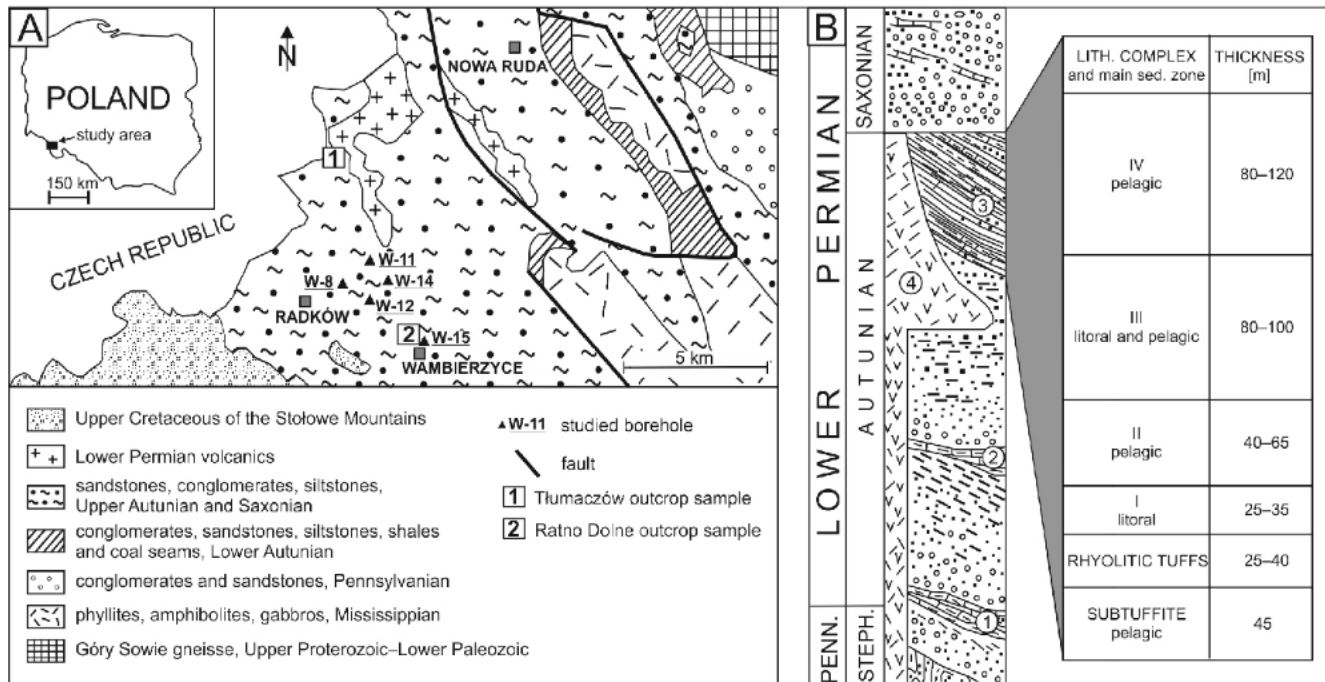 A
POLAND
study area
150 km
N
NOWA RUDA
1
CZECH REPUBLIC
W-11
W-8
W-14
W-12
RADKÓW
2
W-15
WAMBIERZYCE
5 km
Upper Cretaceous of the Stołowe Mountains
Lower Permian volcanics
sandstones, conglomerates, siltstones,
Upper Autunian and Saxonian
conglomerates, sandstones, siltstones, shales
and coal seams, Lower Autunian
conglomerates and sandstones, Pennsylvanian
phyllites, amphibolites, gabbros, Mississippian
Góry Sowie gneisse, Upper Proterozoic–Lower Paleozoic
W-11 studied borehole
fault
1 Tłumaczów outcrop sample
2 Ratno Dolne outcrop sample
B
LOWER PERMIAN
PENN.
SAXONIAN
AUTUNIAN
STEPH.
3
4
2
1
LITH. COMPLEX
and main sed. zone
THICKNESS
[m]
IV
pelagic
80–120
III
litoral and pelagic
80–100
II
pelagic
40–65
I
litoral
25–35
RHYOLITIC TUFFS
25–40
SUBTUFFITE
pelagic
45